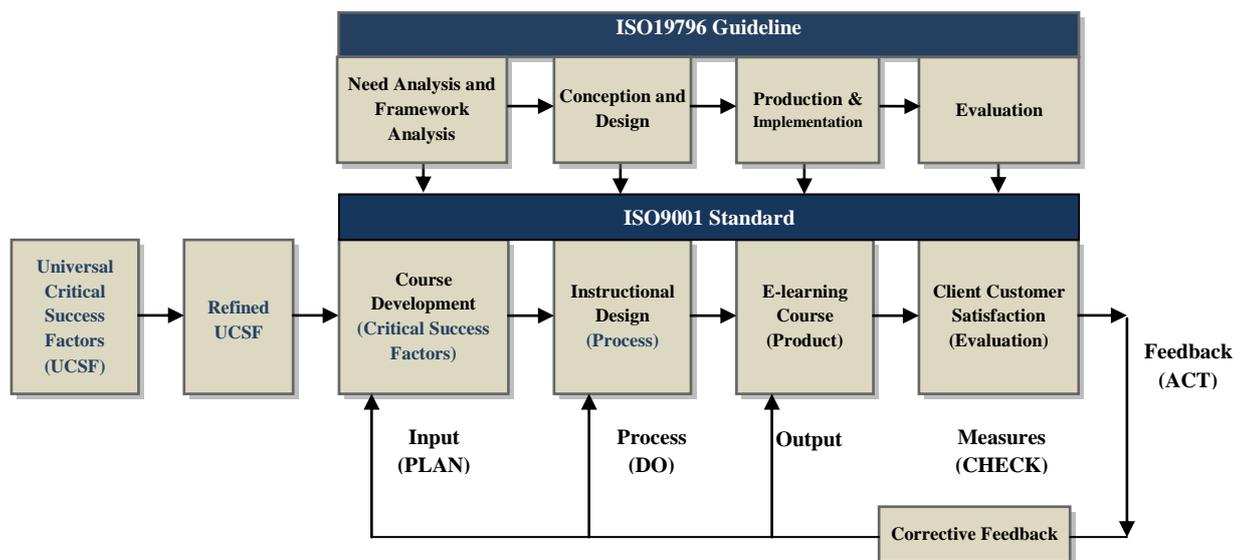 ISO19796 Guideline
Need Analysis and
Framework
Analysis
Conception and
Design
Production &
Implementation
Evaluation
ISO9001 Standard
Universal
Critical
Success
Factors
(UCSF)
Refined
UCSF
Course
Development
(Critical Success
Factors)
Instructional
Design
(Process)
E-learning
Course
(Product)
Client Customer
Satisfaction
(Evaluation)
Feedback
(ACT)
Input
(PLAN)
Process
(DO)
Output
Measures
(CHECK)
Corrective Feedback